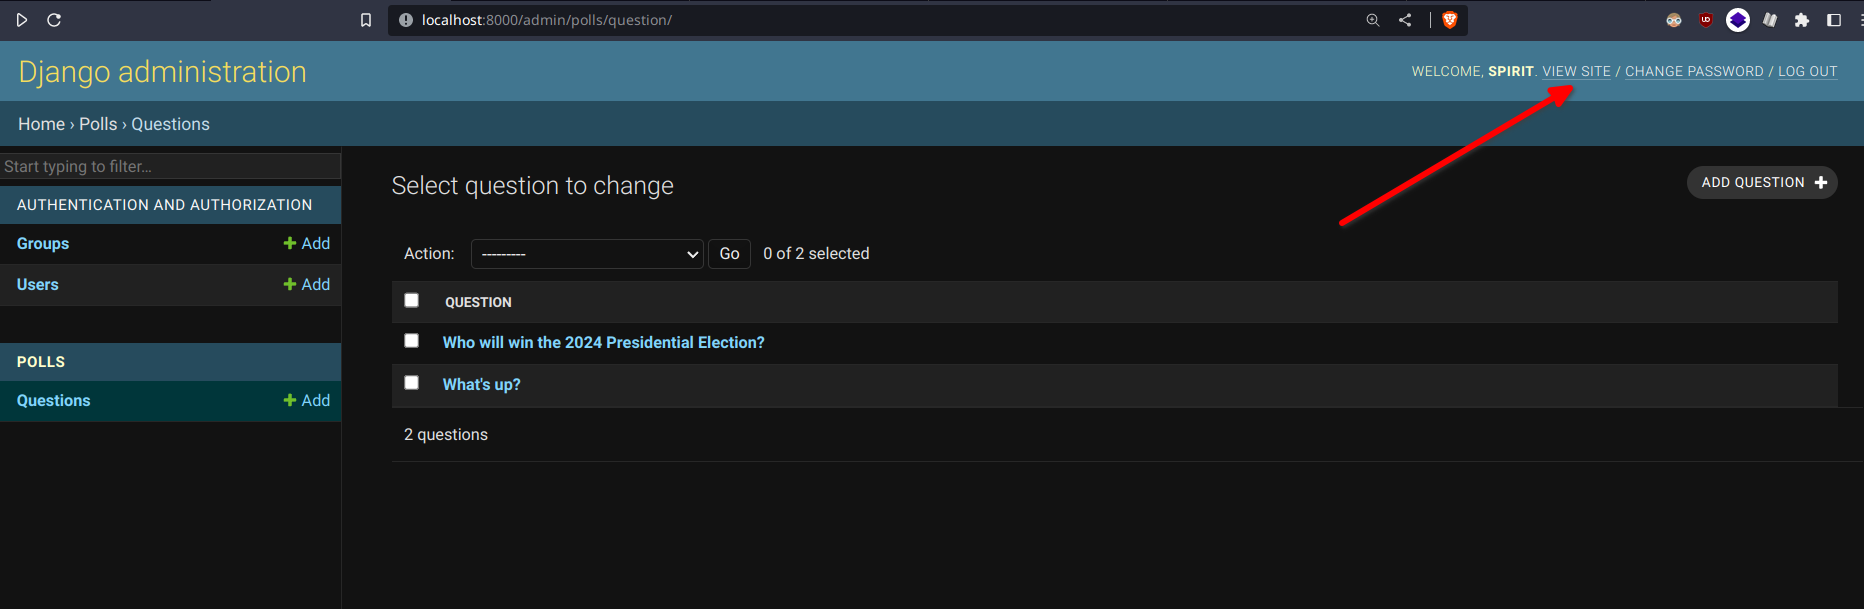 localhost:8000/admin/polls/question/
Django administration
WELCOME, SPIRIT. VIEW SITE / CHANGE PASSWORD / LOG OUT
Home › Polls › Questions
Start typing to filter...
AUTHENTICATION AND AUTHORIZATION
Groups
Add
Users
Add
POLLS
Questions
Add
Select question to change
ADD QUESTION
Action: --------- Go 0 of 2 selected
QUESTION
Who will win the 2024 Presidential Election?
What's up?
2 questions